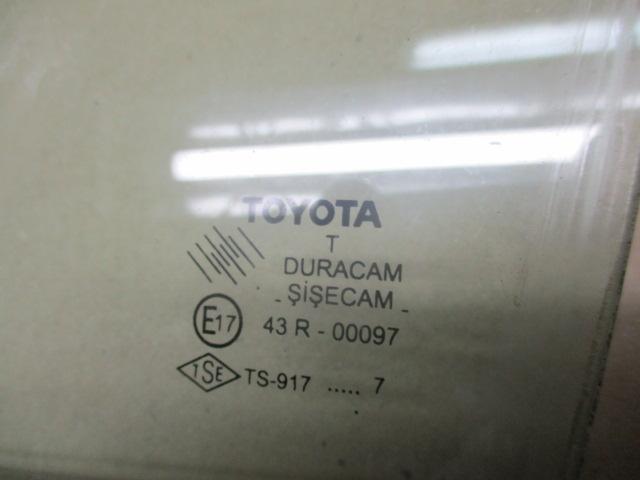 TOYOTA
T
DURACAM
- ŞİŞECAM -
E17 43 R - 00097
TSE TS-917 ..... 7